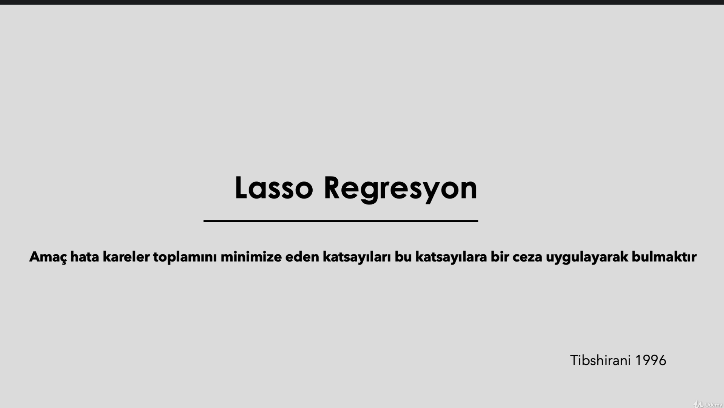 Lasso Regresyon
Amaç hata kareler toplamını minimize eden katsayıları bu katsayılara bir ceza uygulayarak bulmaktır
Tibshirani 1996